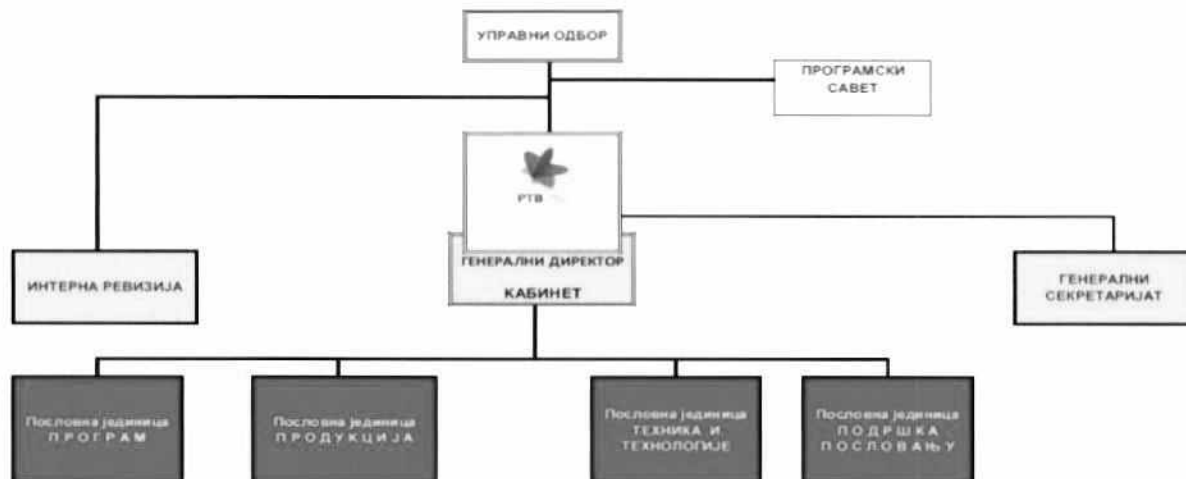 УПРАВНИ ОДБОР
ПРОГРАМСКИ
САВЕТ
РТВ
ГЕНЕРАЛНИ ДИРЕКТОР
КАБИНЕТ
ИНТЕРНА РЕВИЗИЈА
ГЕНЕРАЛНИ
СЕКРЕТАРИЈАТ
Пословна јединица
ПРОГРАМ
Пословна јединица
ПРОДУКЦИЈА
Пословна јединица
ТЕХНИКА И
ТЕХНОЛОГИЈЕ
Пословна јединица
ПОДРШКА
ПОСЛОВАЊУ